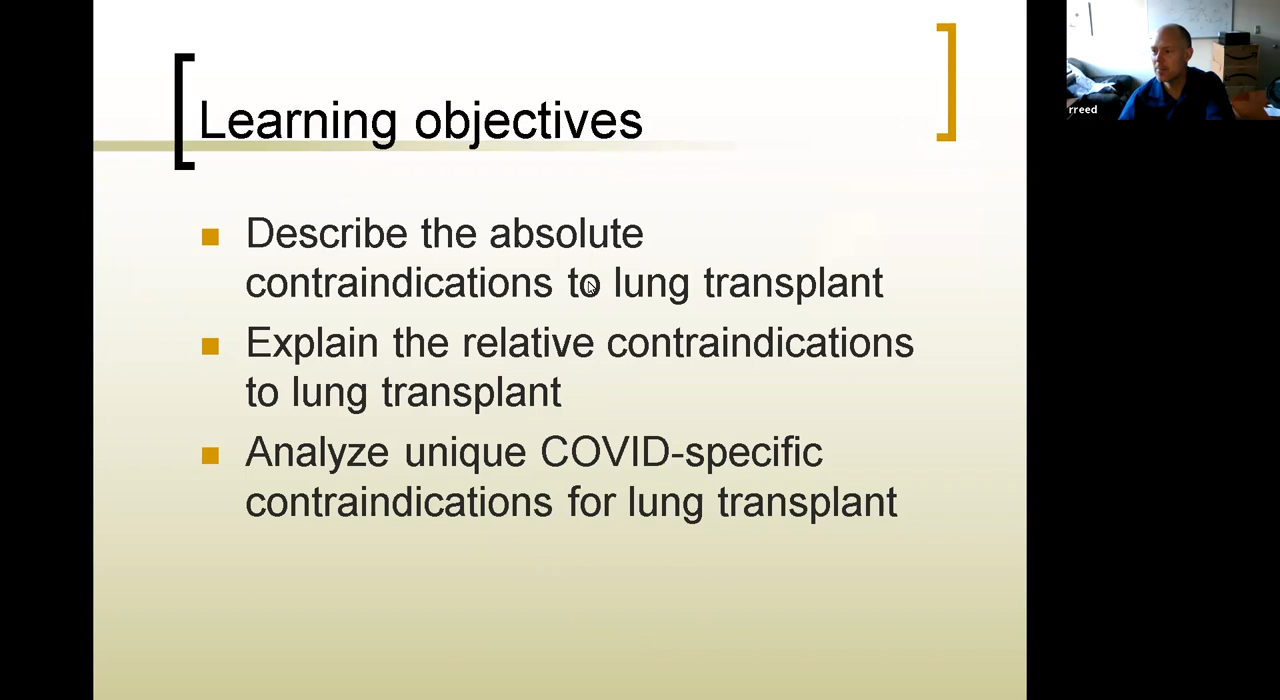 Learning objectives
Describe the absolute
contraindications to lung transplant
Explain the relative contraindications
to lung transplant
Analyze unique COVID-specific
contraindications for lung transplant
rreed